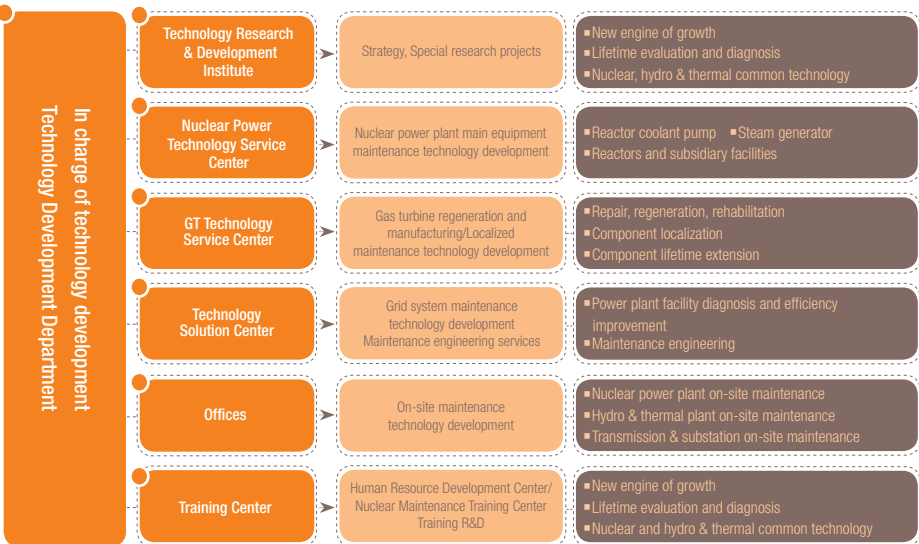 In charge of technology development
Technology Development Department
Technology Research
& Development
Institute
Strategy, Special research projects
▪New engine of growth
▪Lifetime evaluation and diagnosis
▪Nuclear, hydro & thermal common technology
Nuclear Power
Technology Service
Center
Nuclear power plant main equipment
maintenance technology development
▪Reactor coolant pump ▪Steam generator
▪Reactors and subsidiary facilities
GT Technology
Service Center
Gas turbine regeneration and
manufacturing/Localized
maintenance technology development
▪Repair, regeneration, rehabilitation
▪Component localization
▪Component lifetime extension
Technology
Solution Center
Grid system maintenance
technology development
Maintenance engineering services
▪Power plant facility diagnosis and efficiency
improvement
▪Maintenance engineering
Offices
On-site maintenance
technology development
▪Nuclear power plant on-site maintenance
▪Hydro & thermal plant on-site maintenance
▪Transmission & substation on-site maintenance
Training Center
Human Resource Development Center/
Nuclear Maintenance Training Center
Training R&D
▪New engine of growth
▪Lifetime evaluation and diagnosis
▪Nuclear and hydro & thermal common technology